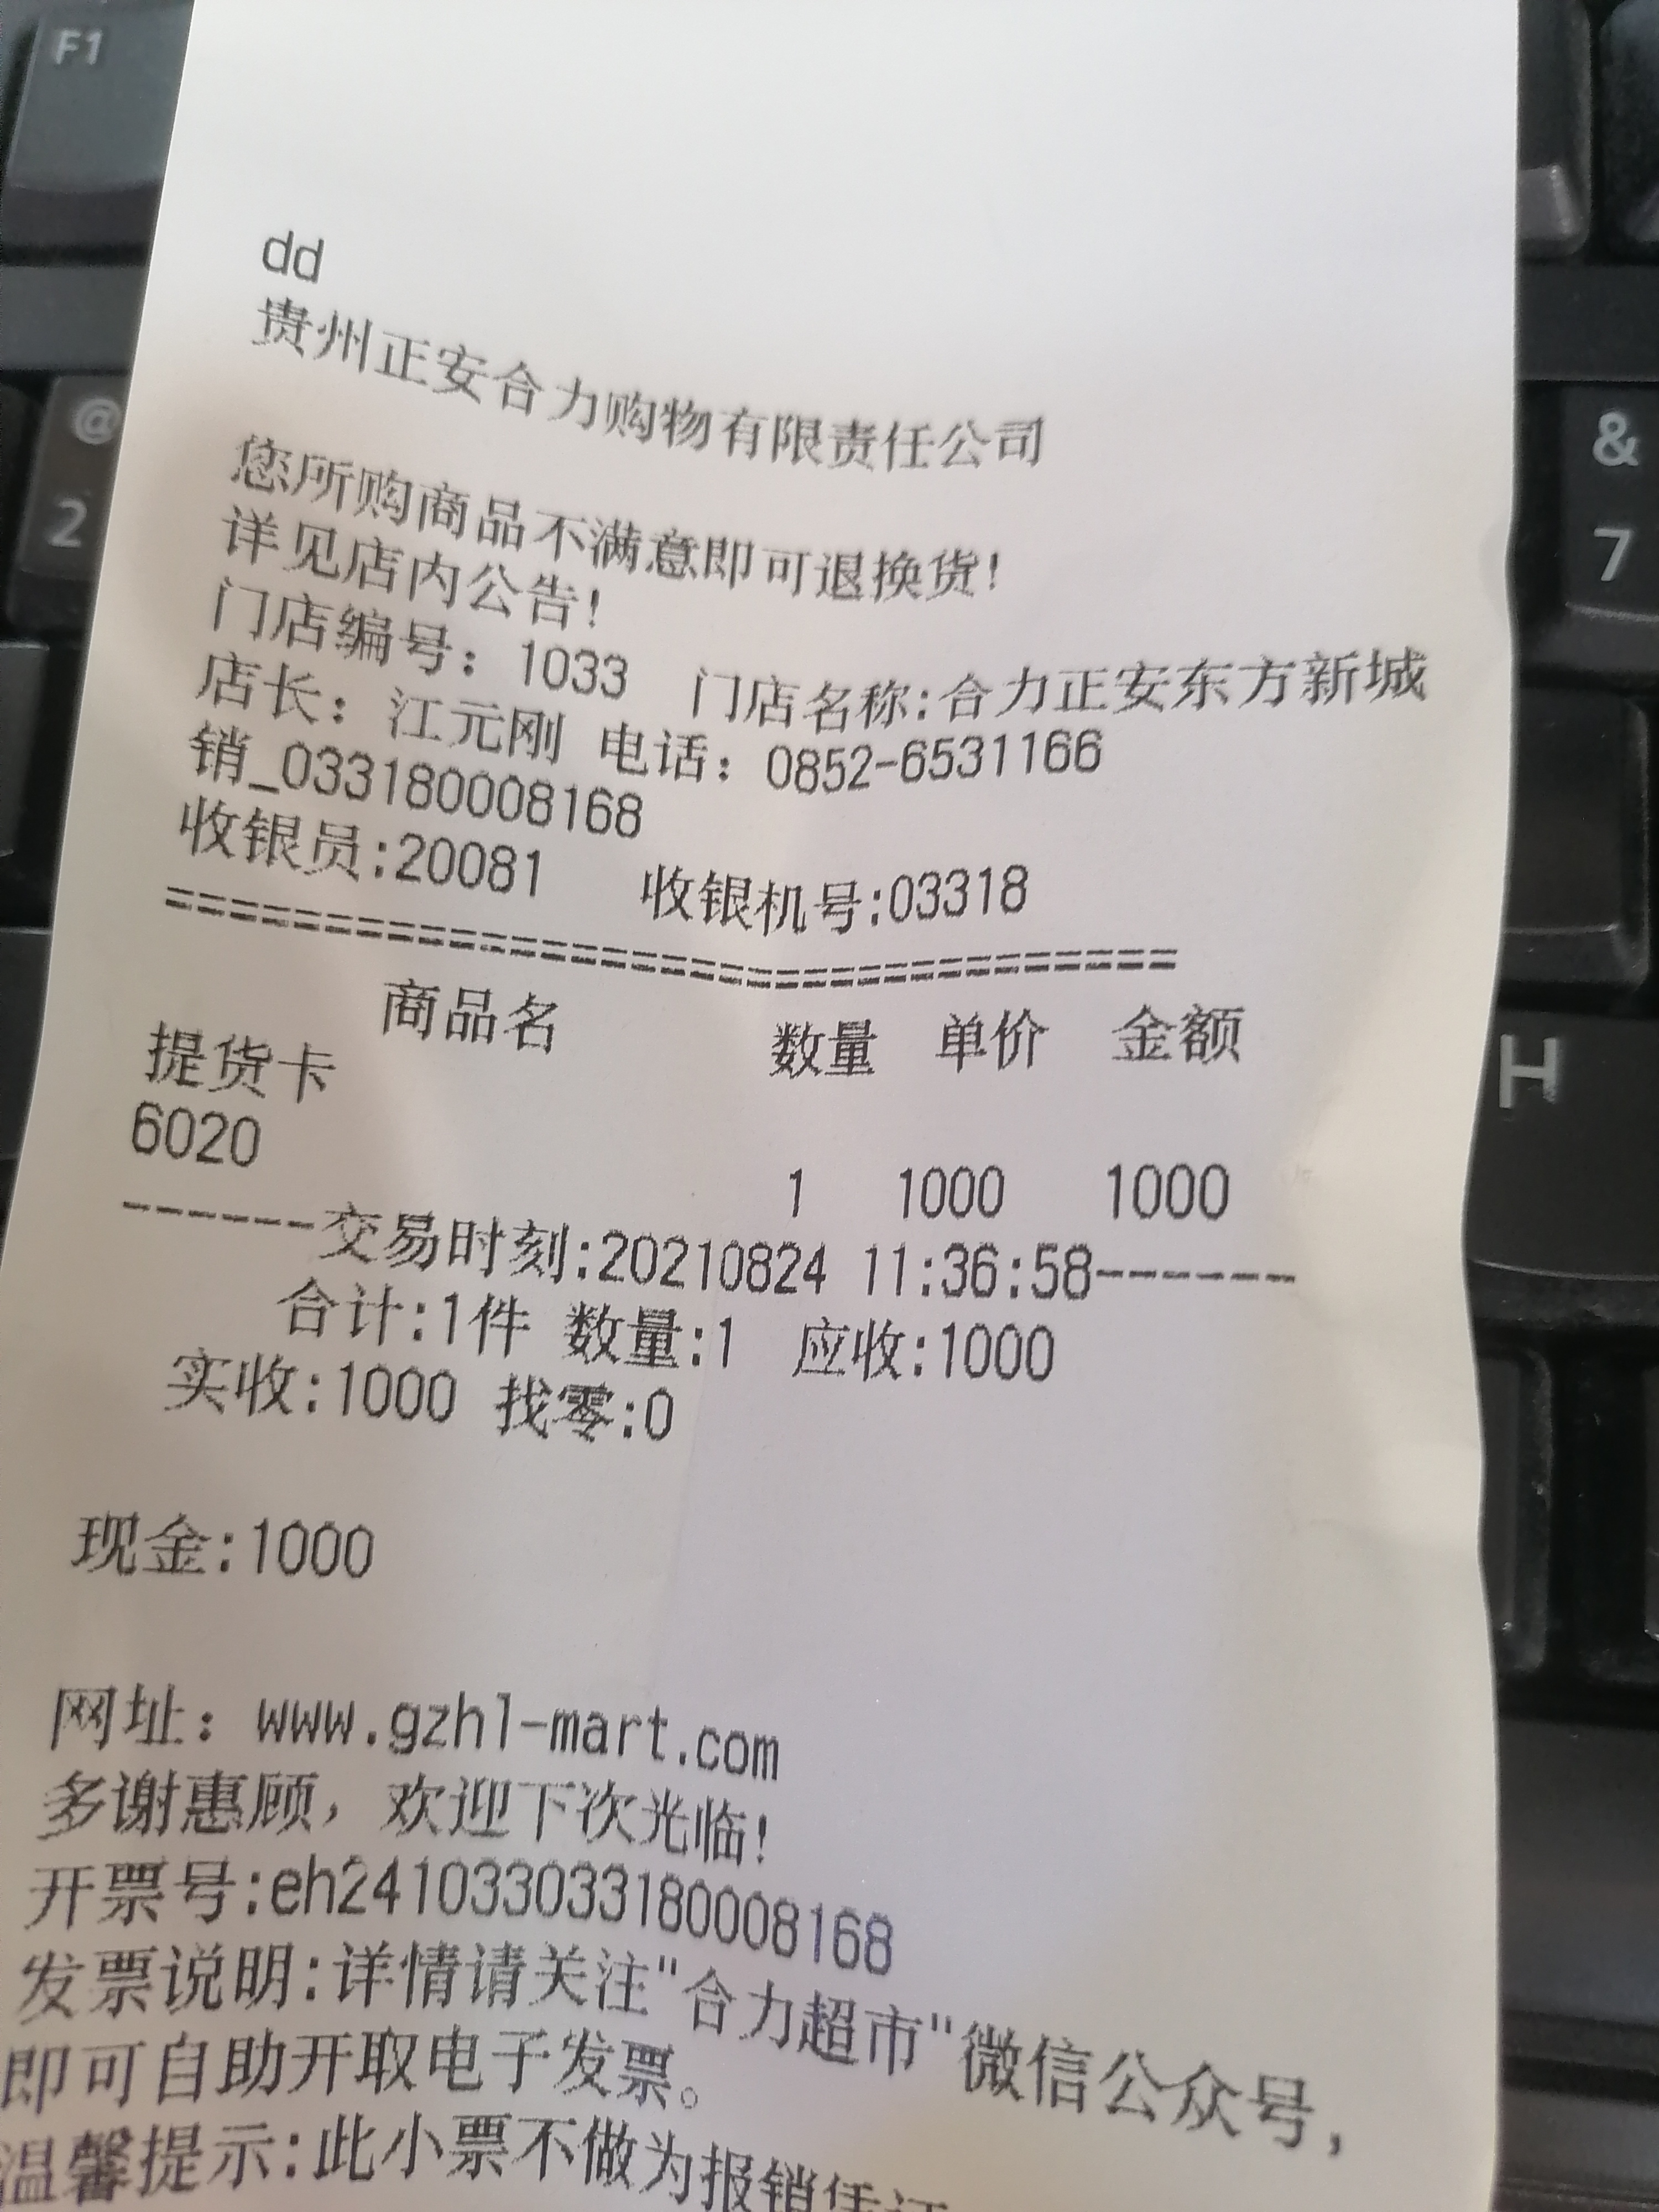 F1
@
2
&
7
H
dd
贵州正安合力购物有限责任公司
您所购商品不满意即可退换货!
详见店内公告!
门店编号: 1033 门店名称:合力正安东方新城
店长: 江元刚 电话: 0852-6531166
销_033180008168
收银员:20081 收银机号:03318
======================================
商品名 数量 单价 金额
提货卡
6020
1 1000 1000
------交易时刻:20210824 11:36:58------
合计:1件 数量:1 应收:1000
实收:1000 找零:0
现金:1000
网址: www.gzhl-mart.com
多谢惠顾, 欢迎下次光临!
开票号:eh241033033180008168
发票说明:详情请关注"合力超市"微信公众号,
即可自助开取电子发票。
温馨提示:此小票不做为报销凭证